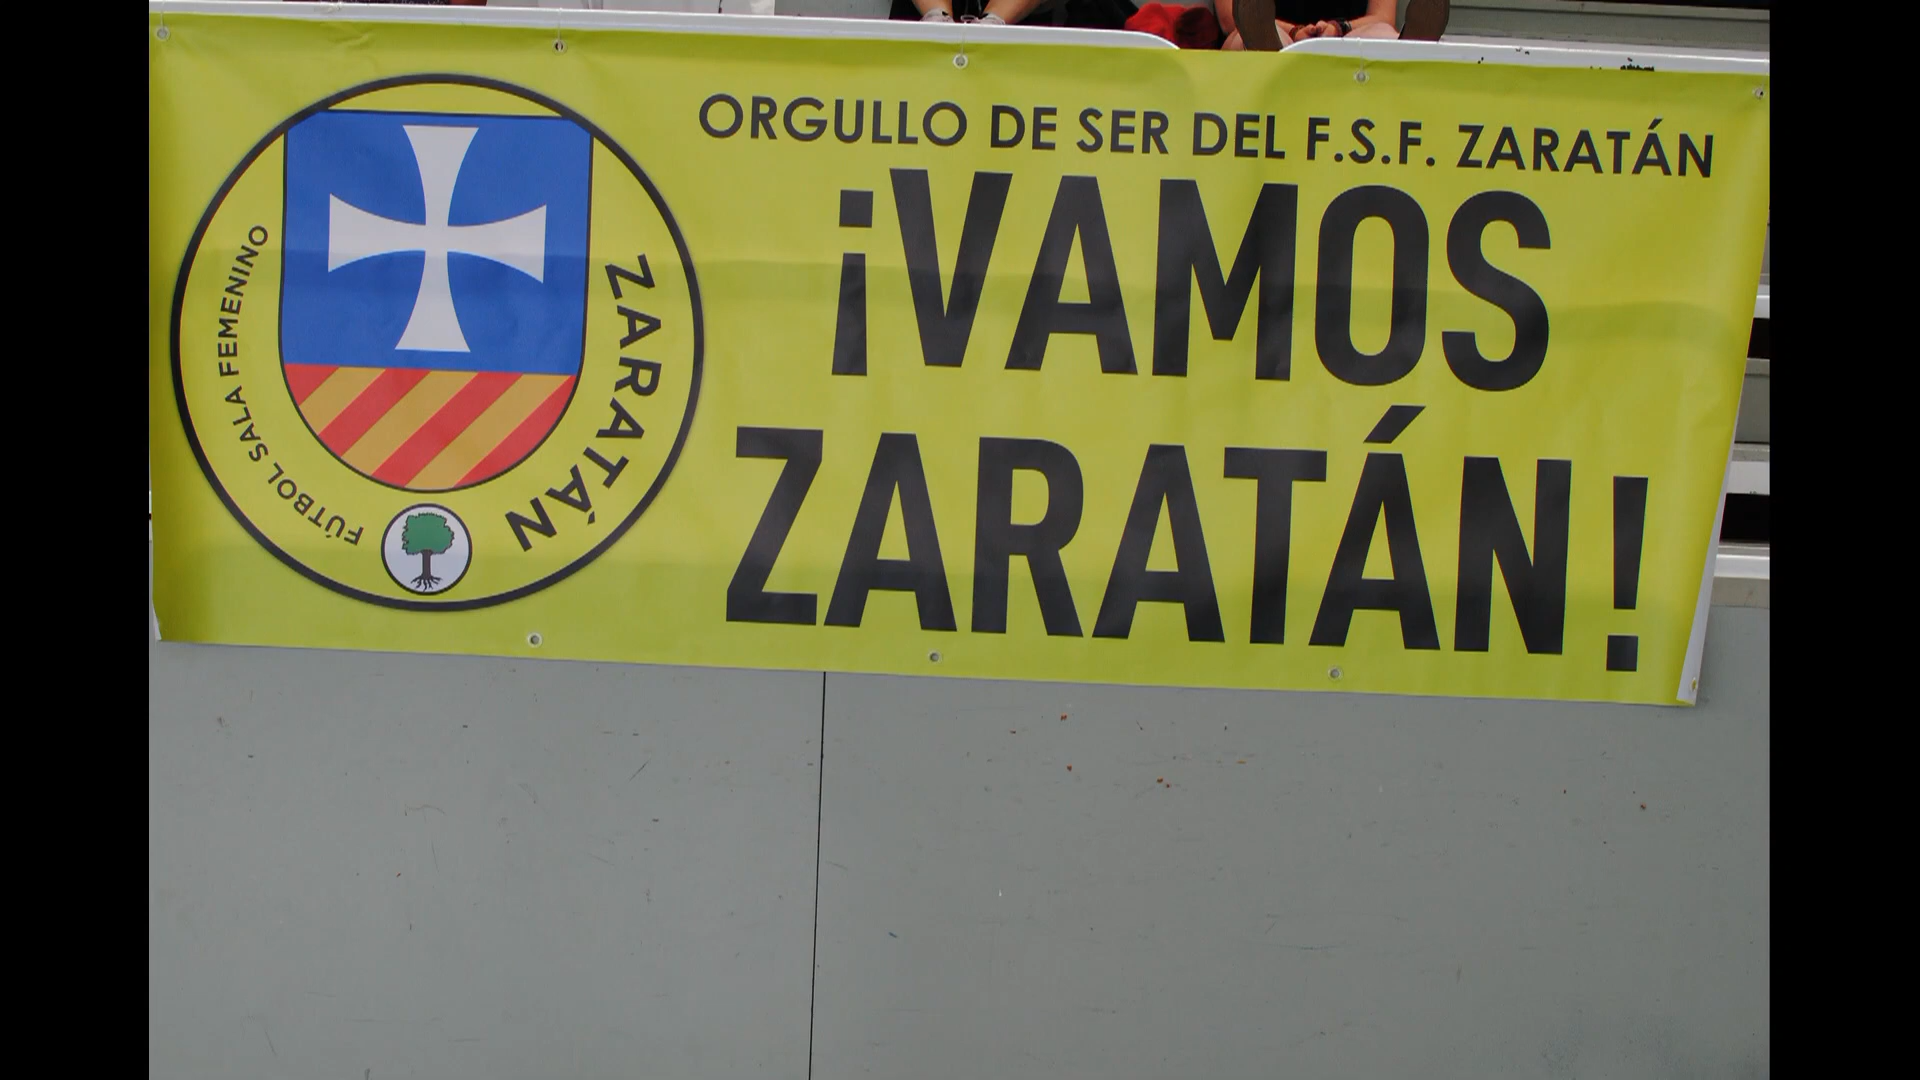 ORGULLO DE SER DEL F.S.F. ZARATÁN
¡VAMOS
ZARATÁN!
FÚTBOL SALA FEMENINO
ZARATÁN